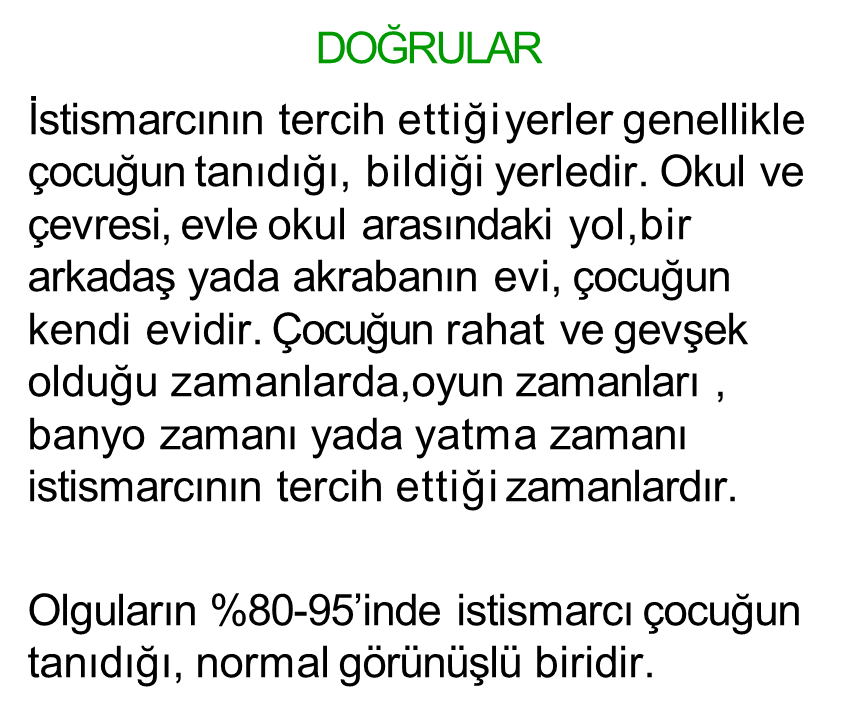 DOĞRULAR
İstismarcının tercih ettiği yerler genellikle
çocuğun tanıdığı, bildiği yerledir. Okul ve
çevresi, evle okul arasındaki yol,bir
arkadaş yada akrabanın evi, çocuğun
kendi evidir. Çocuğun rahat ve gevşek
olduğu zamanlarda,oyun zamanları ,
banyo zamanı yada yatma zamanı
istismarcının tercih ettiği zamanlardır.
Olguların %80-95’inde istismarcı çocuğun
tanıdığı, normal görünüşlü biridir.